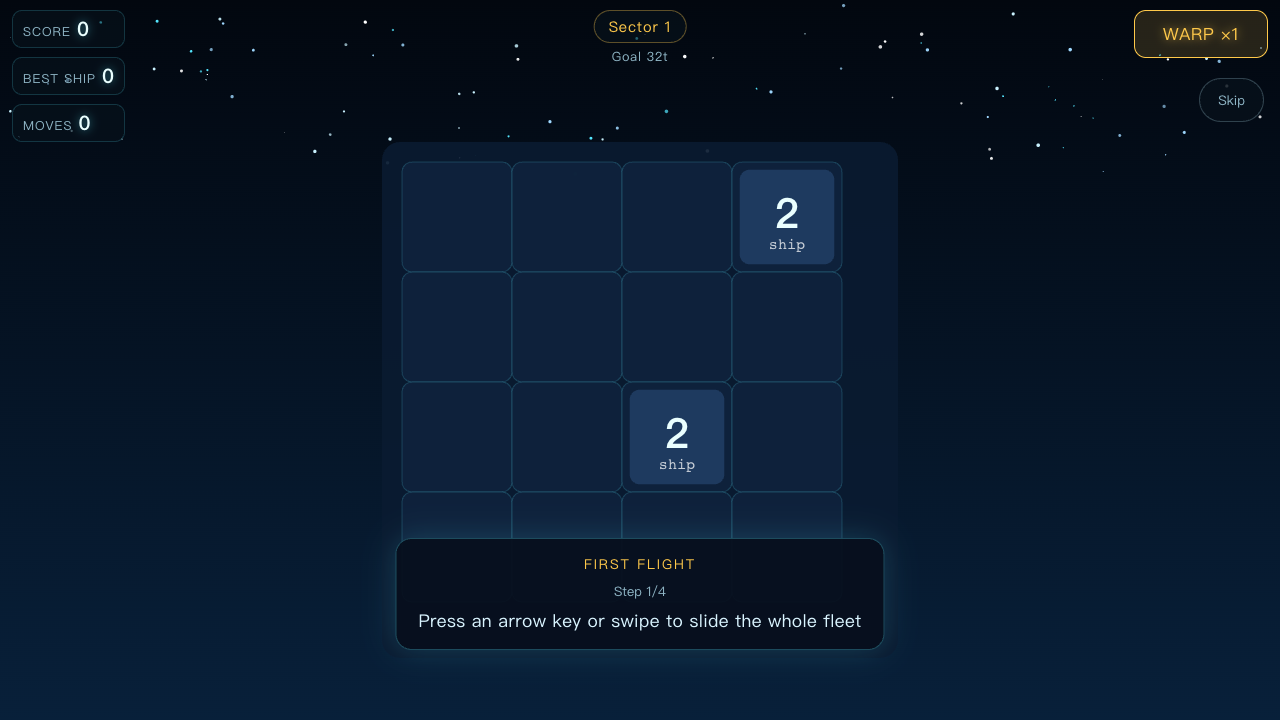 SCORE 0
BEST SHIP 0
MOVES 0
Sector 1
Goal 32t
WARP ×1
Skip
2
ship
2
ship
FIRST FLIGHT
Step 1/4
Press an arrow key or swipe to slide the whole fleet